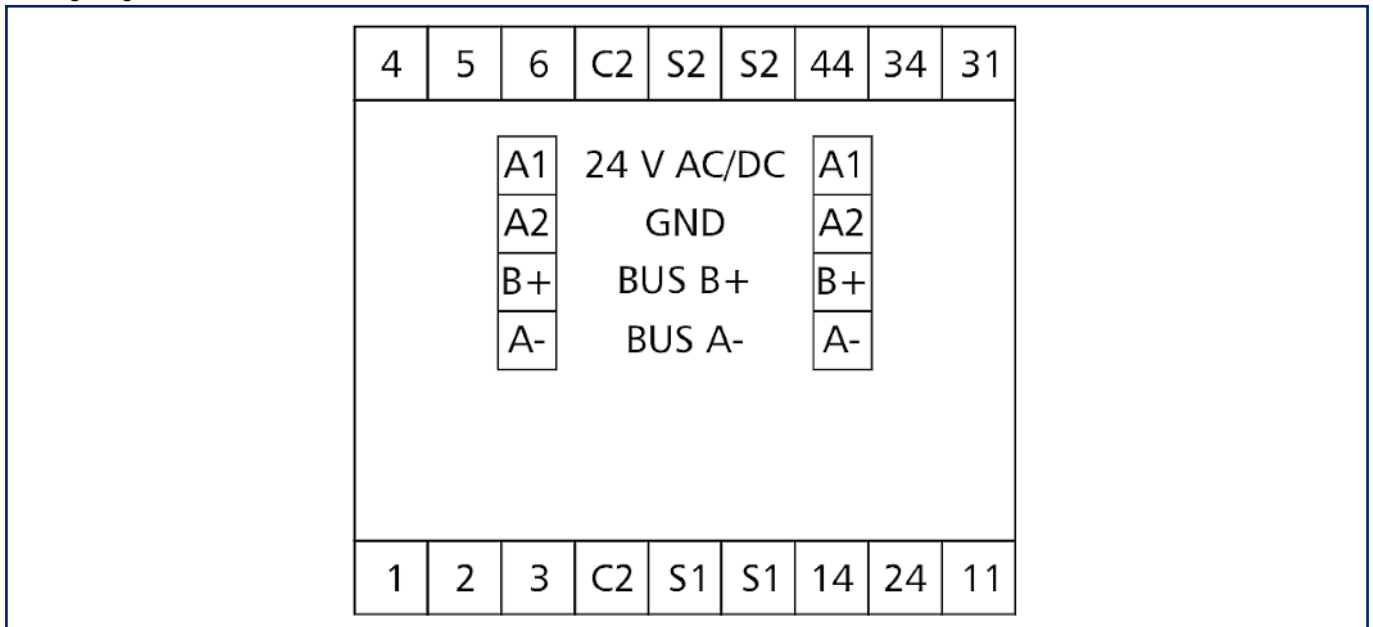 4 5 6 C2 S2 S2 44 34 31
A1 24 V AC/DC A1
A2 GND A2
B+ BUS B+ B+
A- BUS A- A-
1 2 3 C2 S1 S1 14 24 11